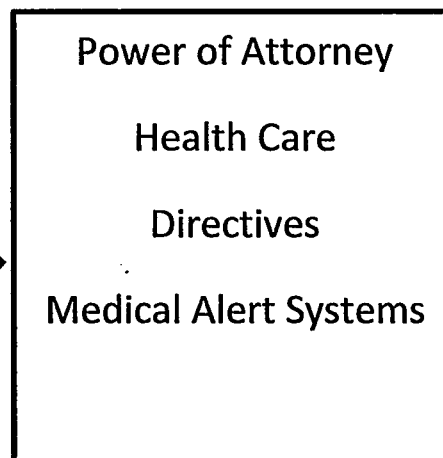 Power of Attorney
Health Care
Directives
Medical Alert Systems